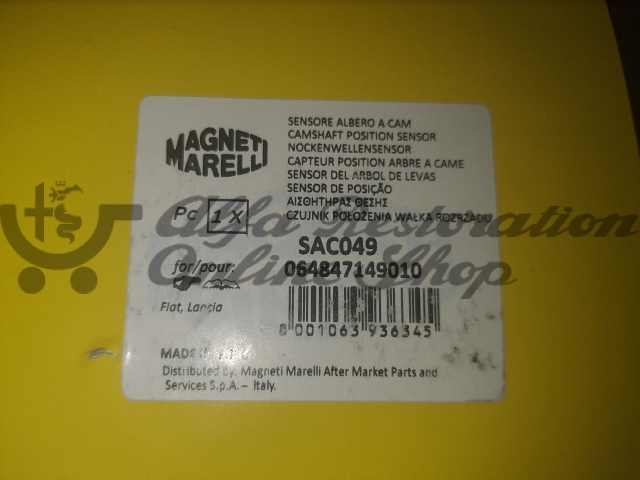 MAGNETI
MARELLI
SENSORE ALBERO A CAM
CAMSHAFT POSITION SENSOR
NOCKENWELLENSENSOR
CAPTEUR POSITION ARBRE A CAME
SENSOR DEL ARBOL DE LEVAS
SENSOR DE POSIÇÃO
ΑΙΣΘΗΤΗΡΑΣ ΘΕΣΗΣ
CZUJNIK POŁOŻENIA WAŁKA ROZRZĄDU
Pc 1 X
Alfa Restoration
Online Shop
SAC049
for/pour:
064847149010
Fiat, Lancia
8 001063 936345
MADE IN
Distributed by: Magneti Marelli After Market Parts and
Services S.p.A. – Italy.